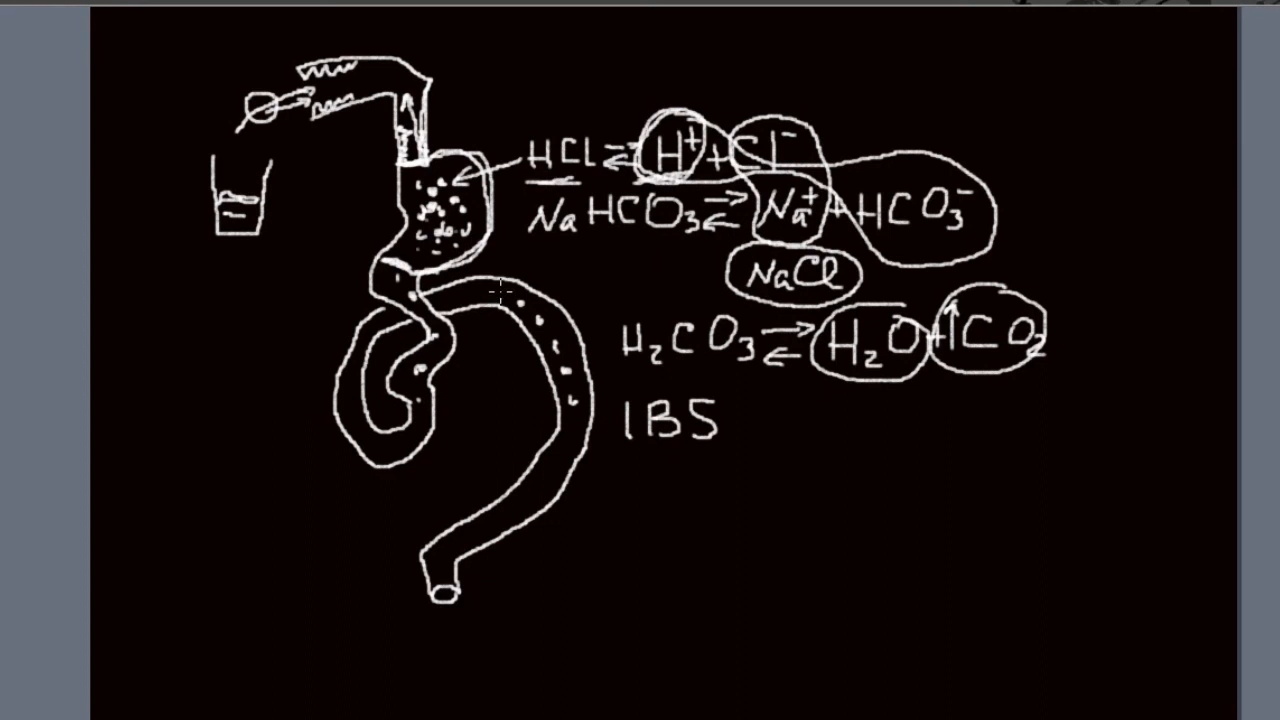 HCl ⇌ H⁺ + Cl⁻
NaHCO₃ ⇌ Na⁺ + HCO₃⁻
NaCl
H₂CO₃ ⇌ H₂O + ↑CO₂
IBS